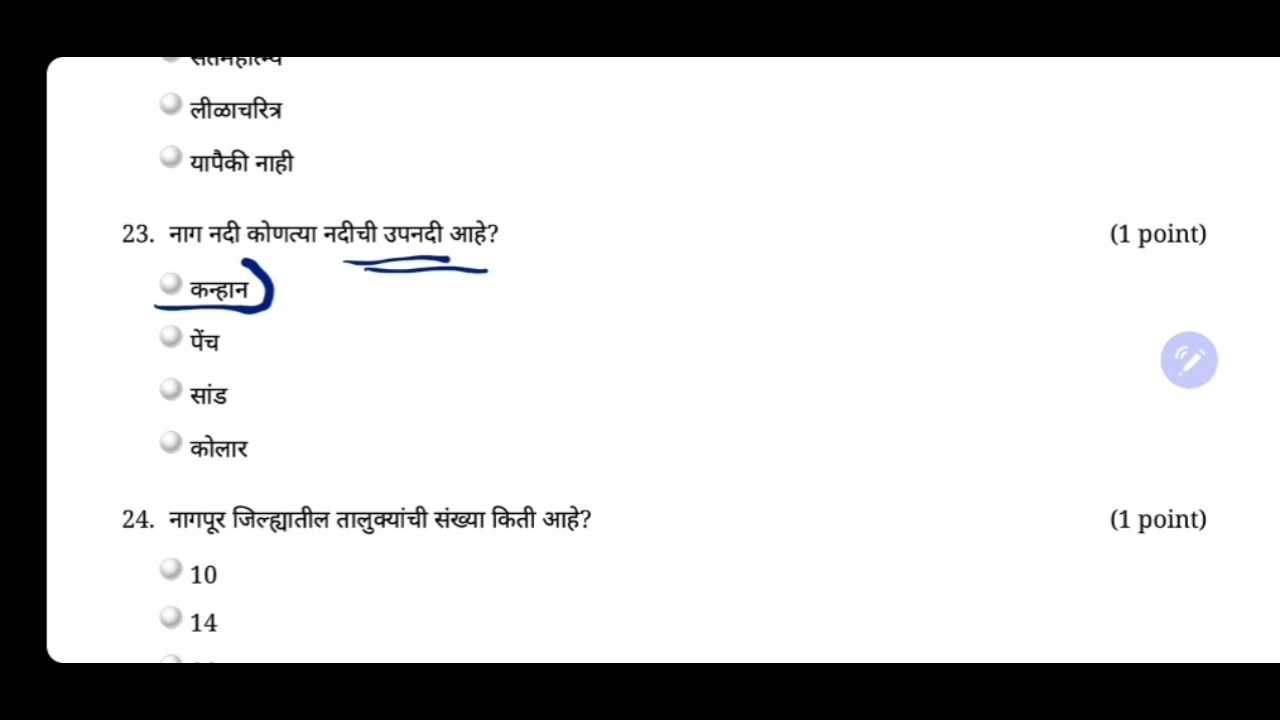 लीळाचरित्र
यापैकी नाही
23. नाग नदी कोणत्या नदीची उपनदी आहे? (1 point)
कन्हान
पेंच
सांड
कोलार
24. नागपूर जिल्ह्यातील तालुक्यांची संख्या किती आहे? (1 point)
10
14